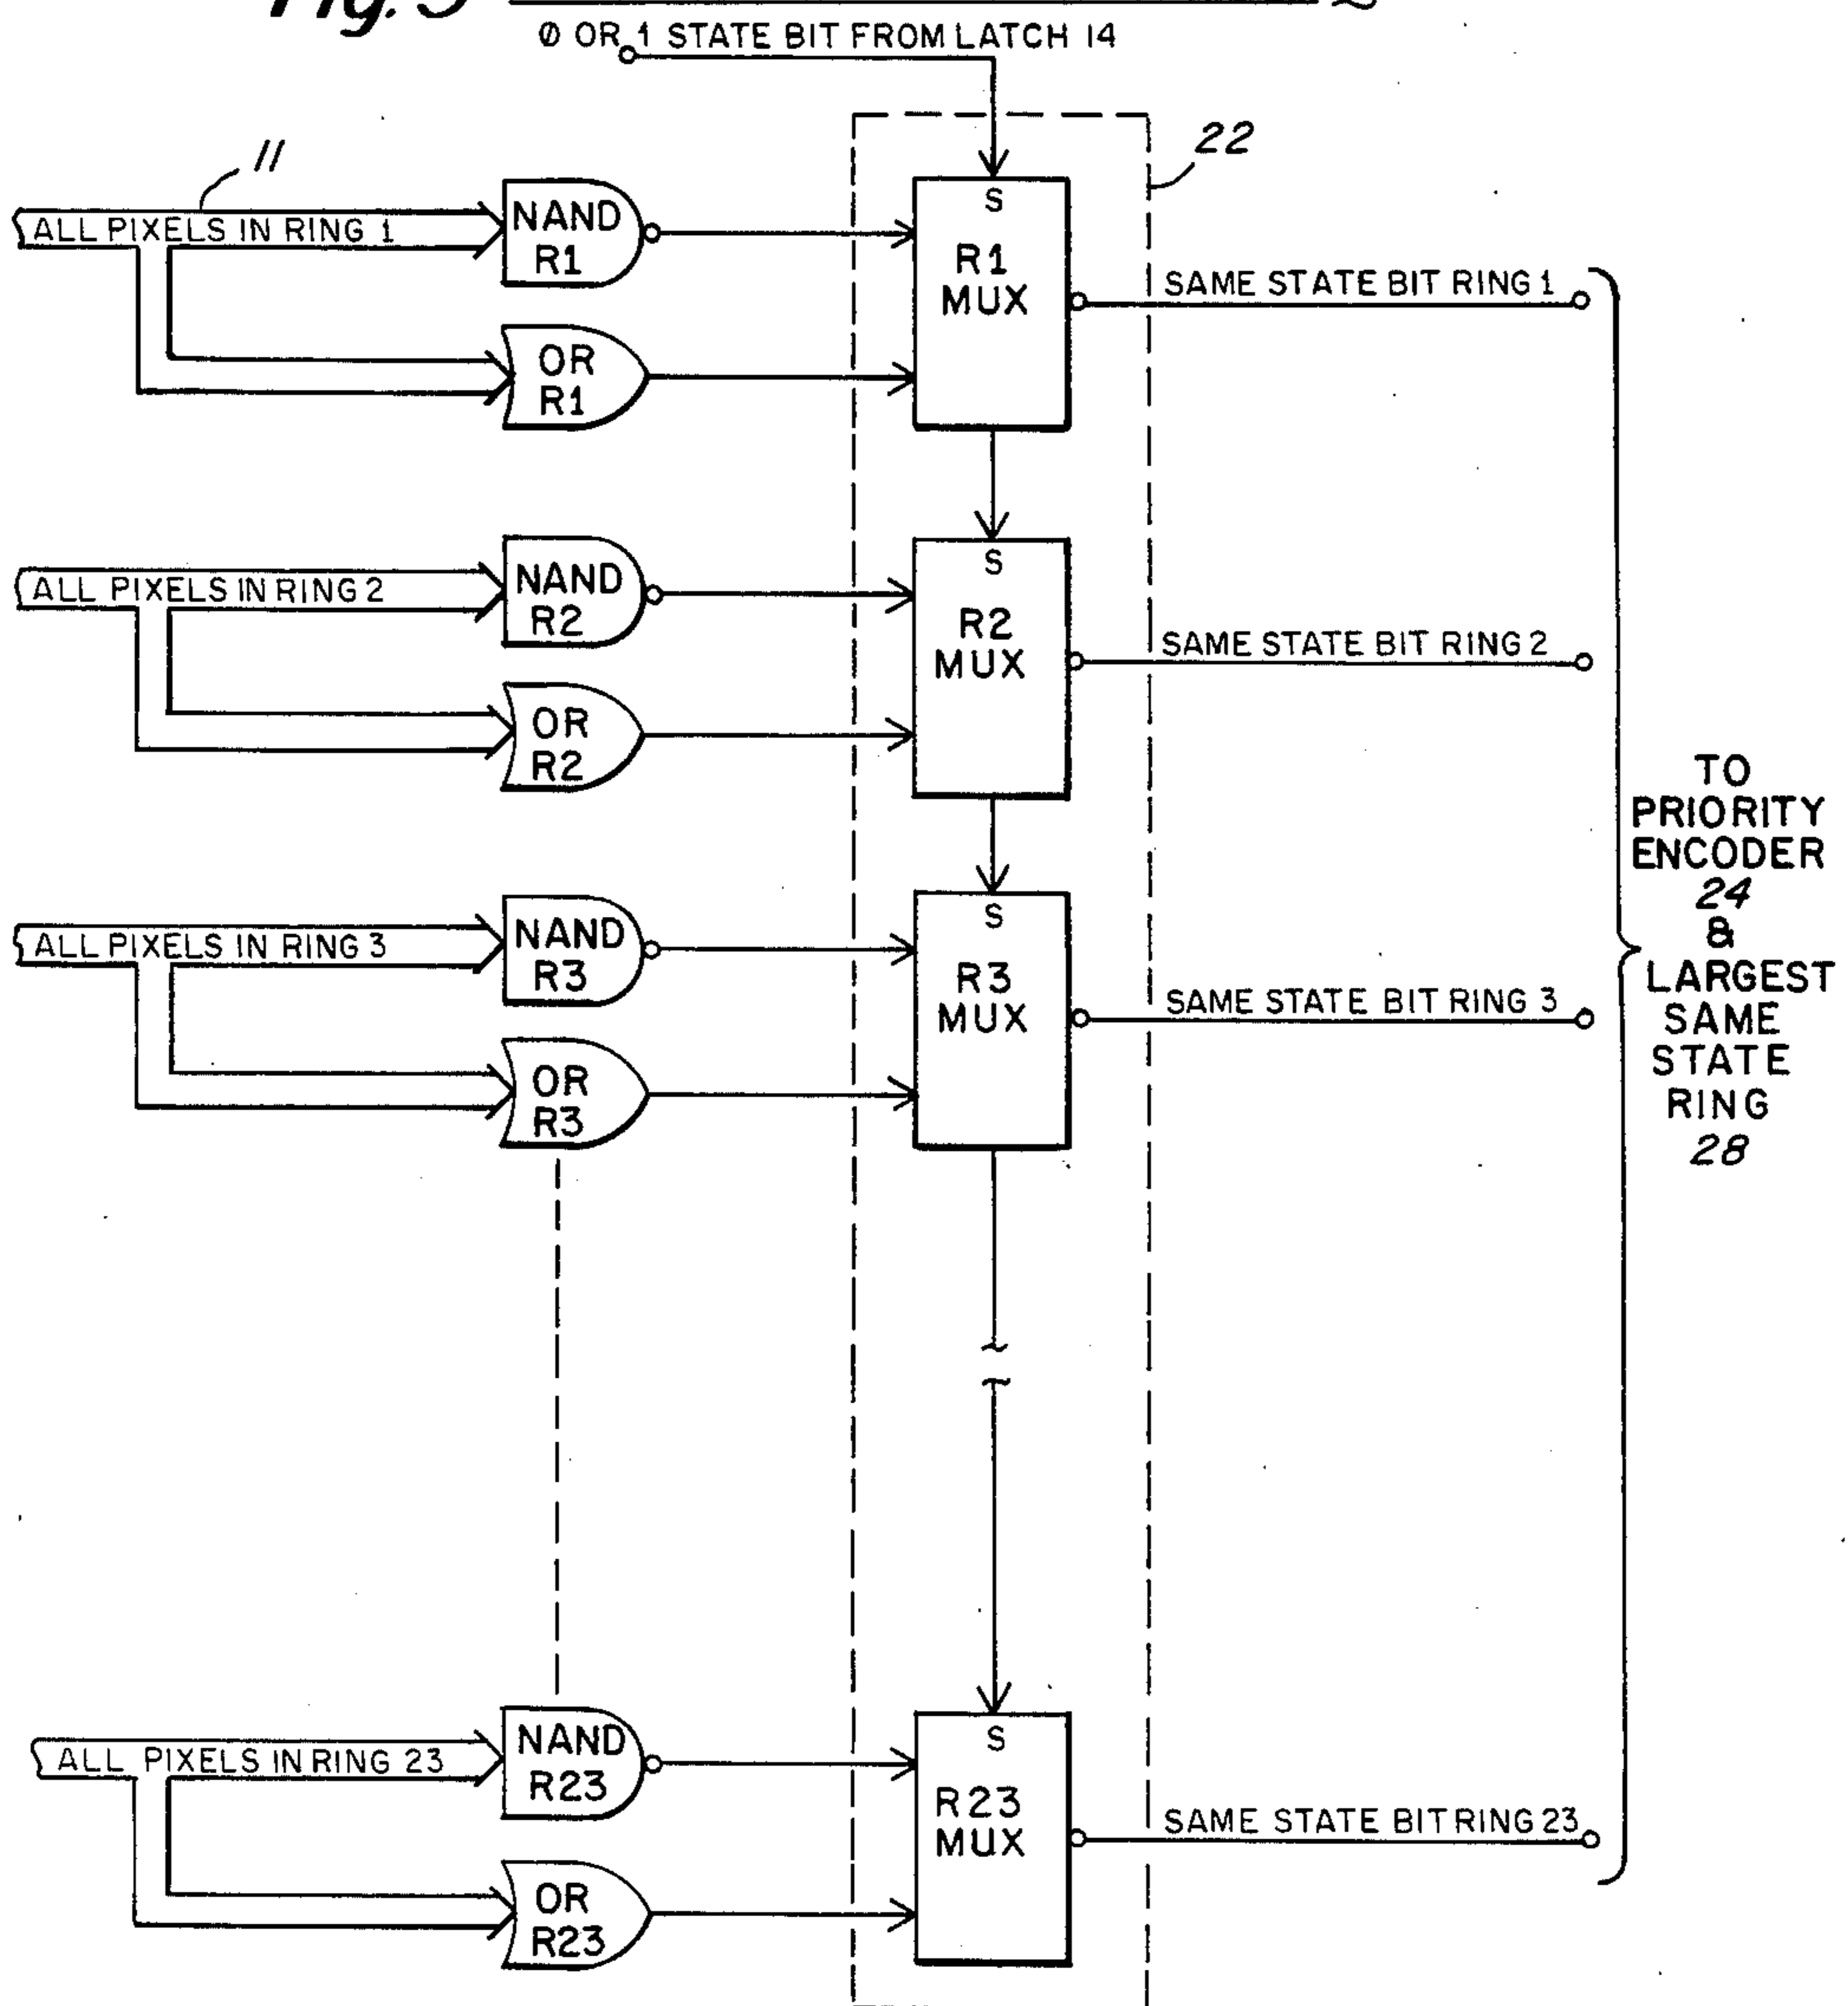 Fig. 5
Ø OR 1 STATE BIT FROM LATCH 14
11
22
ALL PIXELS IN RING 1
NAND
R1
OR
R1
S
R1
MUX
SAME STATE BIT RING 1
ALL PIXELS IN RING 2
NAND
R2
OR
R2
S
R2
MUX
SAME STATE BIT RING 2
ALL PIXELS IN RING 3
NAND
R3
OR
R3
S
R3
MUX
SAME STATE BIT RING 3
TO
PRIORITY
ENCODER
24
&
LARGEST
SAME
STATE
RING
28
ALL PIXELS IN RING 23
NAND
R23
OR
R23
S
R23
MUX
SAME STATE BIT RING 23